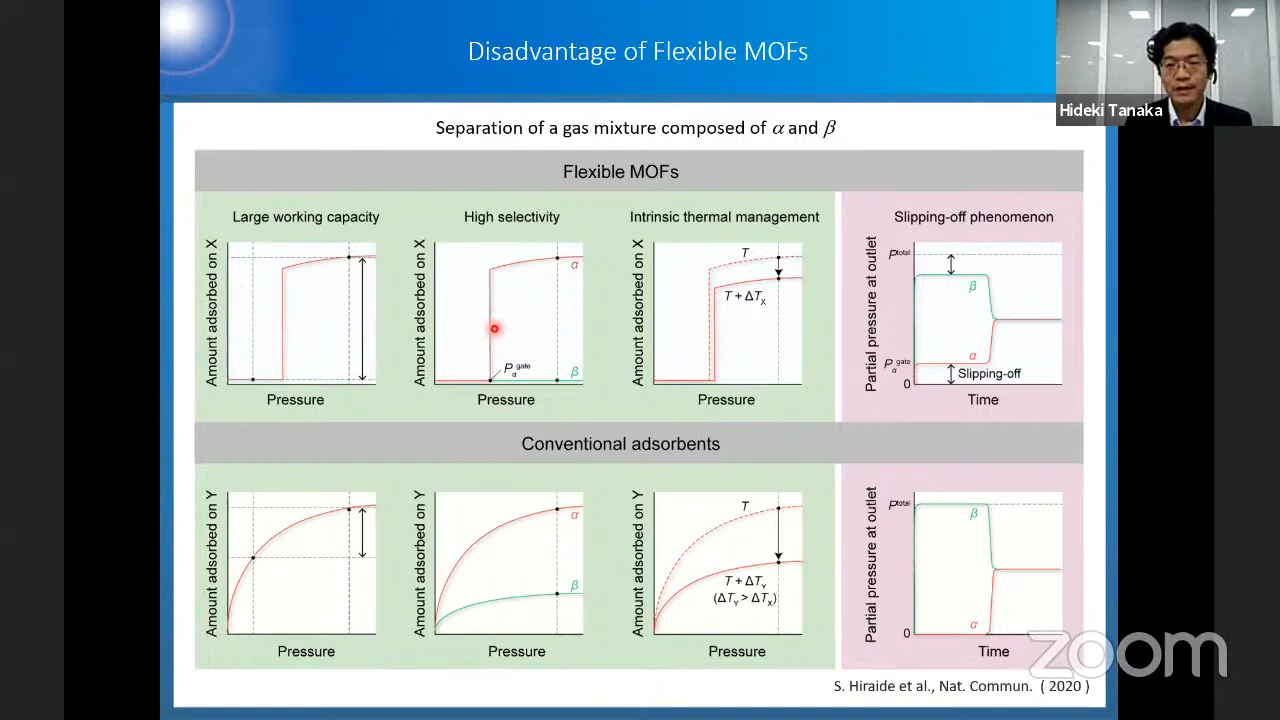 Disadvantage of Flexible MOFs
Hideki Tanaka
Separation of a gas mixture composed of α and β
Flexible MOFs
Large working capacity
High selectivity
Intrinsic thermal management
Slipping-off phenomenon
Amount adsorbed on X
Pressure
Amount adsorbed on X
α
P_α^gate
β
Pressure
Amount adsorbed on X
T
T + ΔT_X
Pressure
Partial pressure at outlet
P^total
β
P_α^gate
α
0
Slipping-off
Time
Conventional adsorbents
Amount adsorbed on Y
Pressure
Amount adsorbed on Y
α
β
Pressure
Amount adsorbed on Y
T
T + ΔT_Y
(ΔT_Y > ΔT_X)
Pressure
Partial pressure at outlet
P^total
β
α
0
Time
zoom
S. Hiraide et al., Nat. Commun. ( 2020 )